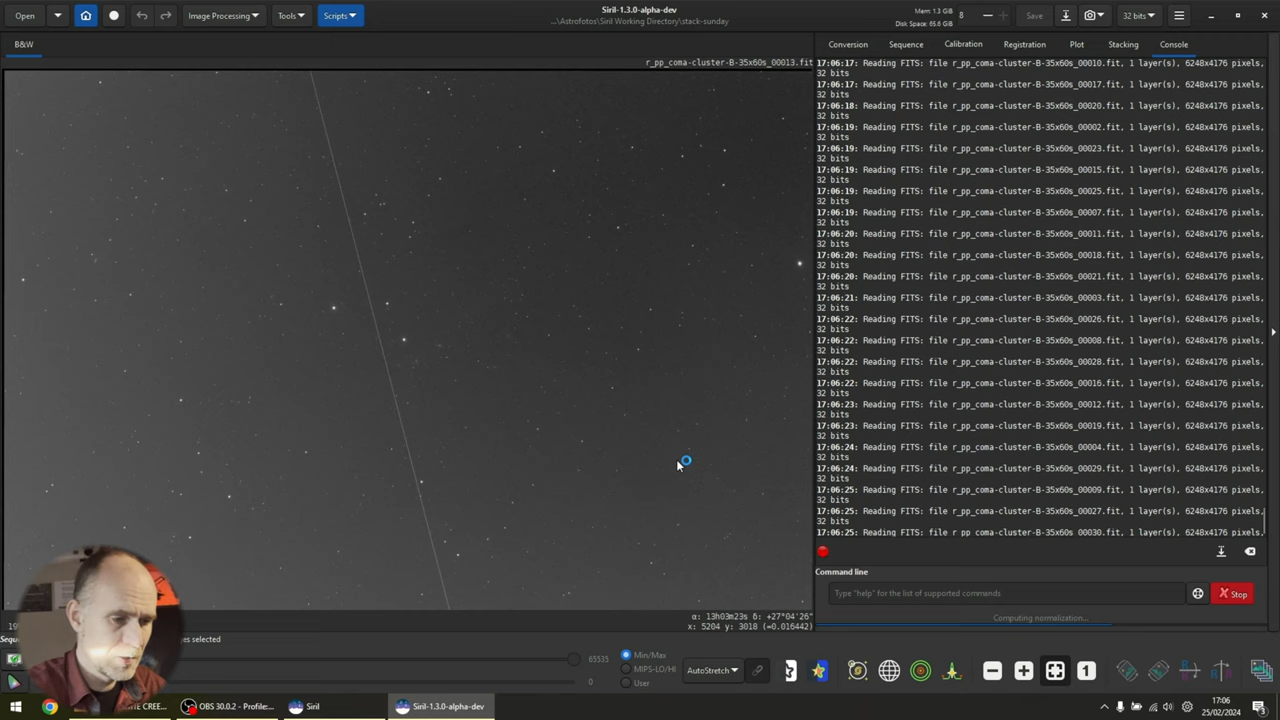 Open
Image Processing
Tools
Scripts
Siril-1.3.0-alpha-dev
...\Astrofotos\Siril Working Directory\stack-sunday
Mem: 1.3 GB
Disk Space: 65.6 GB
8
Save
32 bits
B&W
Conversion
Sequence
Calibration
Registration
Plot
Stacking
Console
r_pp_coma-cluster-B-35x60s_00013.fit
17:06:17: Reading FITS: file r_pp_coma-cluster-B-35x60s_00010.fit, 1 layer(s), 6248x4176 pixels,
32 bits
17:06:17: Reading FITS: file r_pp_coma-cluster-B-35x60s_00017.fit, 1 layer(s), 6248x4176 pixels,
32 bits
17:06:18: Reading FITS: file r_pp_coma-cluster-B-35x60s_00020.fit, 1 layer(s), 6248x4176 pixels,
32 bits
17:06:19: Reading FITS: file r_pp_coma-cluster-B-35x60s_00002.fit, 1 layer(s), 6248x4176 pixels,
32 bits
17:06:19: Reading FITS: file r_pp_coma-cluster-B-35x60s_00023.fit, 1 layer(s), 6248x4176 pixels,
32 bits
17:06:19: Reading FITS: file r_pp_coma-cluster-B-35x60s_00015.fit, 1 layer(s), 6248x4176 pixels,
32 bits
17:06:19: Reading FITS: file r_pp_coma-cluster-B-35x60s_00025.fit, 1 layer(s), 6248x4176 pixels,
32 bits
17:06:19: Reading FITS: file r_pp_coma-cluster-B-35x60s_00007.fit, 1 layer(s), 6248x4176 pixels,
32 bits
17:06:20: Reading FITS: file r_pp_coma-cluster-B-35x60s_00011.fit, 1 layer(s), 6248x4176 pixels,
32 bits
17:06:20: Reading FITS: file r_pp_coma-cluster-B-35x60s_00018.fit, 1 layer(s), 6248x4176 pixels,
32 bits
17:06:20: Reading FITS: file r_pp_coma-cluster-B-35x60s_00021.fit, 1 layer(s), 6248x4176 pixels,
32 bits
17:06:21: Reading FITS: file r_pp_coma-cluster-B-35x60s_00003.fit, 1 layer(s), 6248x4176 pixels,
32 bits
17:06:22: Reading FITS: file r_pp_coma-cluster-B-35x60s_00026.fit, 1 layer(s), 6248x4176 pixels,
32 bits
17:06:22: Reading FITS: file r_pp_coma-cluster-B-35x60s_00008.fit, 1 layer(s), 6248x4176 pixels,
32 bits
17:06:22: Reading FITS: file r_pp_coma-cluster-B-35x60s_00028.fit, 1 layer(s), 6248x4176 pixels,
32 bits
17:06:22: Reading FITS: file r_pp_coma-cluster-B-35x60s_00016.fit, 1 layer(s), 6248x4176 pixels,
32 bits
17:06:23: Reading FITS: file r_pp_coma-cluster-B-35x60s_00012.fit, 1 layer(s), 6248x4176 pixels,
32 bits
17:06:23: Reading FITS: file r_pp_coma-cluster-B-35x60s_00019.fit, 1 layer(s), 6248x4176 pixels,
32 bits
17:06:24: Reading FITS: file r_pp_coma-cluster-B-35x60s_00004.fit, 1 layer(s), 6248x4176 pixels,
32 bits
17:06:24: Reading FITS: file r_pp_coma-cluster-B-35x60s_00029.fit, 1 layer(s), 6248x4176 pixels,
32 bits
17:06:25: Reading FITS: file r_pp_coma-cluster-B-35x60s_00009.fit, 1 layer(s), 6248x4176 pixels,
32 bits
17:06:25: Reading FITS: file r_pp_coma-cluster-B-35x60s_00027.fit, 1 layer(s), 6248x4176 pixels,
32 bits
17:06:25: Reading FITS: file r_pp_coma-cluster-B-35x60s_00030.fit, 1 layer(s), 6248x4176 pixels,
Command line
Type "help" for the list of supported commands
Stop
Computing normalization...
α: 13h03m23s δ: +27°04'26"
x: 5204 y: 3018 (=0.016442)
selected
65535
0
Min/Max
MIPS-LO/HI
User
AutoStretch
1
OBS 30.0.2 - Profile:...
Siril
Siril-1.3.0-alpha-dev
17:06
25/02/2024
3